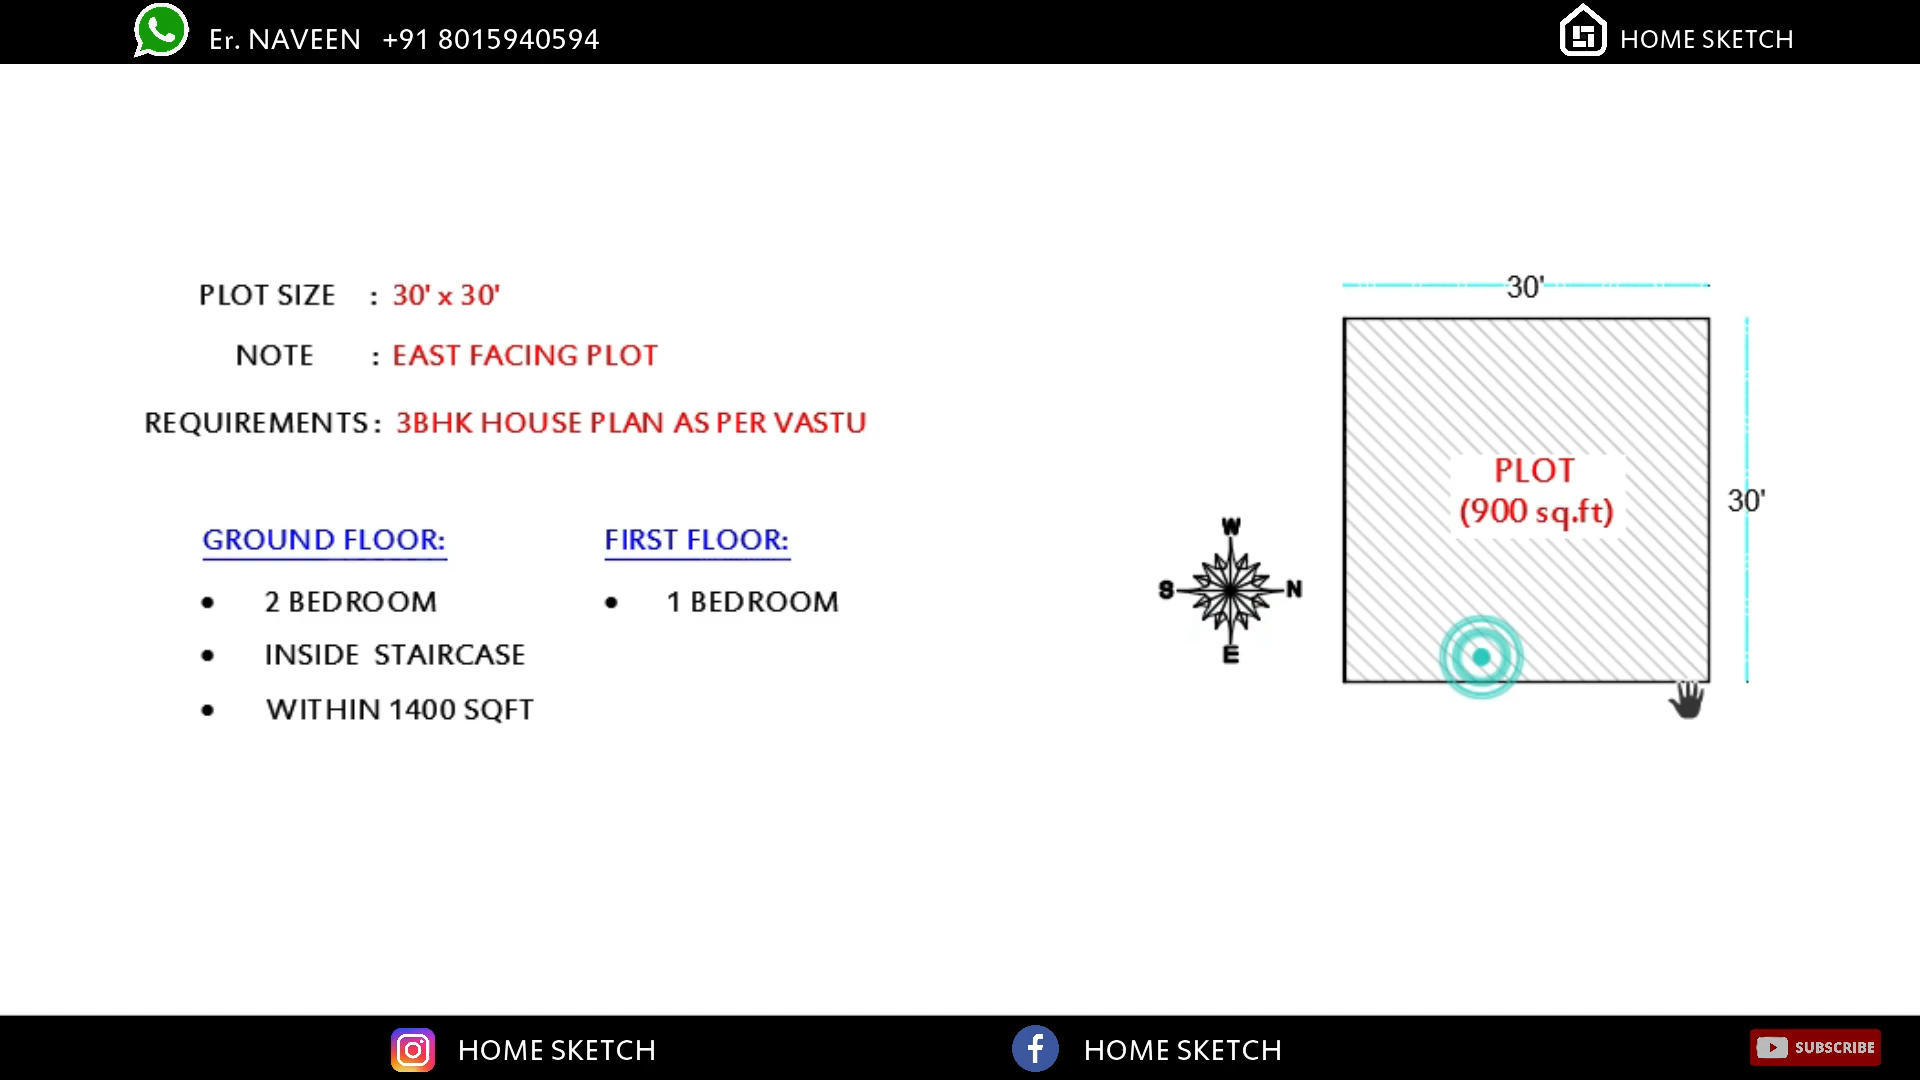 Er. NAVEEN +91 8015940594
HOME SKETCH
PLOT SIZE : 30' x 30'
NOTE : EAST FACING PLOT
REQUIREMENTS : 3BHK HOUSE PLAN AS PER VASTU
GROUND FLOOR:
• 2 BEDROOM
• INSIDE STAIRCASE
• WITHIN 1400 SQFT
FIRST FLOOR:
• 1 BEDROOM
W
S N
E
30'
PLOT
(900 sq.ft)
30'
HOME SKETCH
HOME SKETCH
SUBSCRIBE